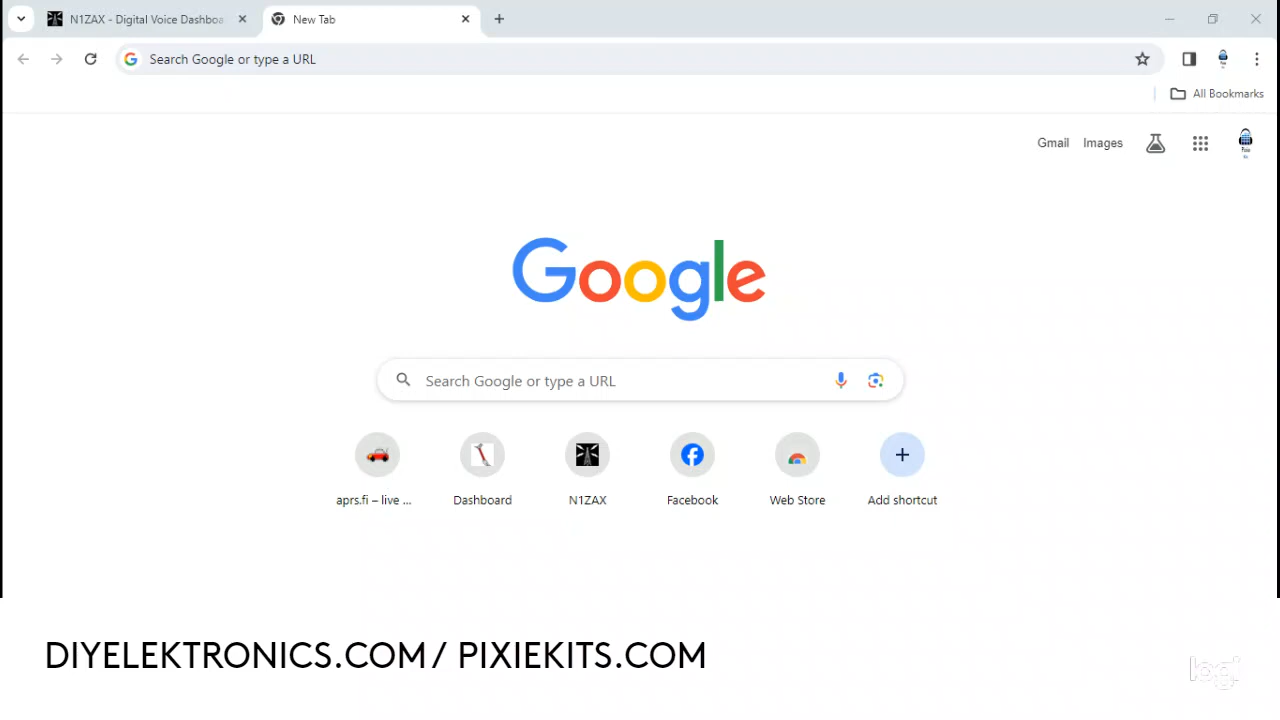 N1ZAX - Digital Voice Dashboa
New Tab
Search Google or type a URL
All Bookmarks
Gmail Images
Google
Search Google or type a URL
aprs.fi – live ... Dashboard N1ZAX Facebook Web Store Add shortcut
DIYELEKTRONICS.COM / PIXIEKITS.COM
logi